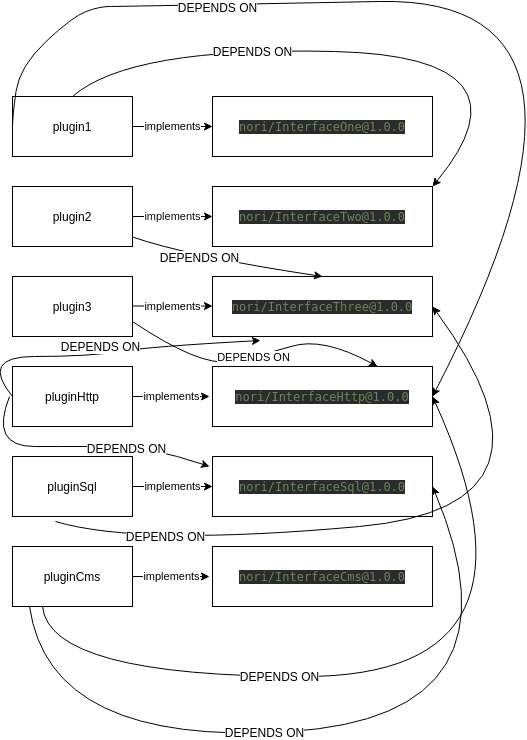 DEPENDS ON
DEPENDS ON
plugin1
implements
nori/InterfaceOne@1.0.0
plugin2
implements
nori/InterfaceTwo@1.0.0
DEPENDS ON
plugin3
implements
nori/InterfaceThree@1.0.0
DEPENDS ON
DEPENDS ON
pluginHttp
implements
nori/InterfaceHttp@1.0.0
DEPENDS ON
pluginSql
implements
nori/InterfaceSql@1.0.0
DEPENDS ON
pluginCms
implements
nori/InterfaceCms@1.0.0
DEPENDS ON
DEPENDS ON